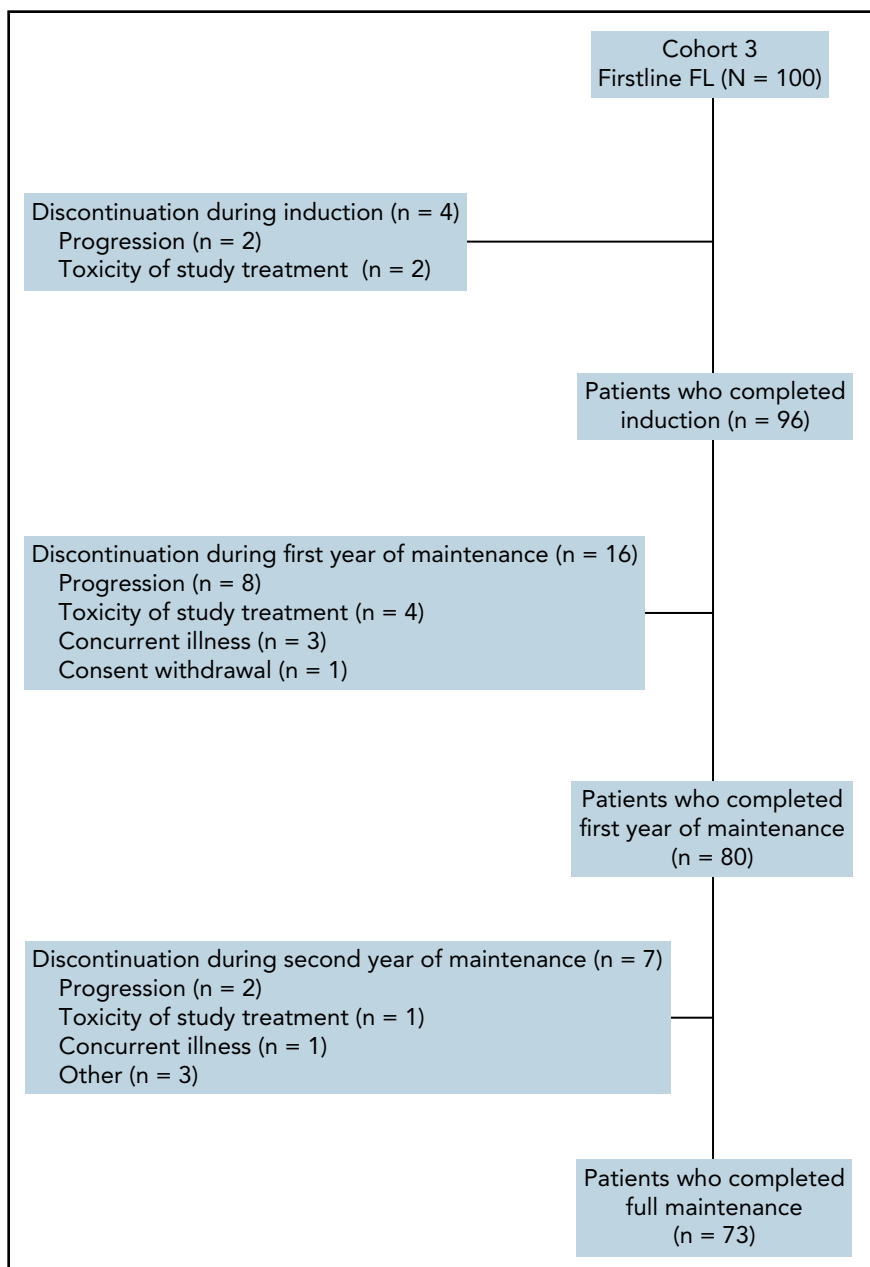 Cohort 3
Firstline FL (N = 100)
Discontinuation during induction (n = 4)
Progression (n = 2)
Toxicity of study treatment (n = 2)
Patients who completed
induction (n = 96)
Discontinuation during first year of maintenance (n = 16)
Progression (n = 8)
Toxicity of study treatment (n = 4)
Concurrent illness (n = 3)
Consent withdrawal (n = 1)
Patients who completed
first year of maintenance
(n = 80)
Discontinuation during second year of maintenance (n = 7)
Progression (n = 2)
Toxicity of study treatment (n = 1)
Concurrent illness (n = 1)
Other (n = 3)
Patients who completed
full maintenance
(n = 73)